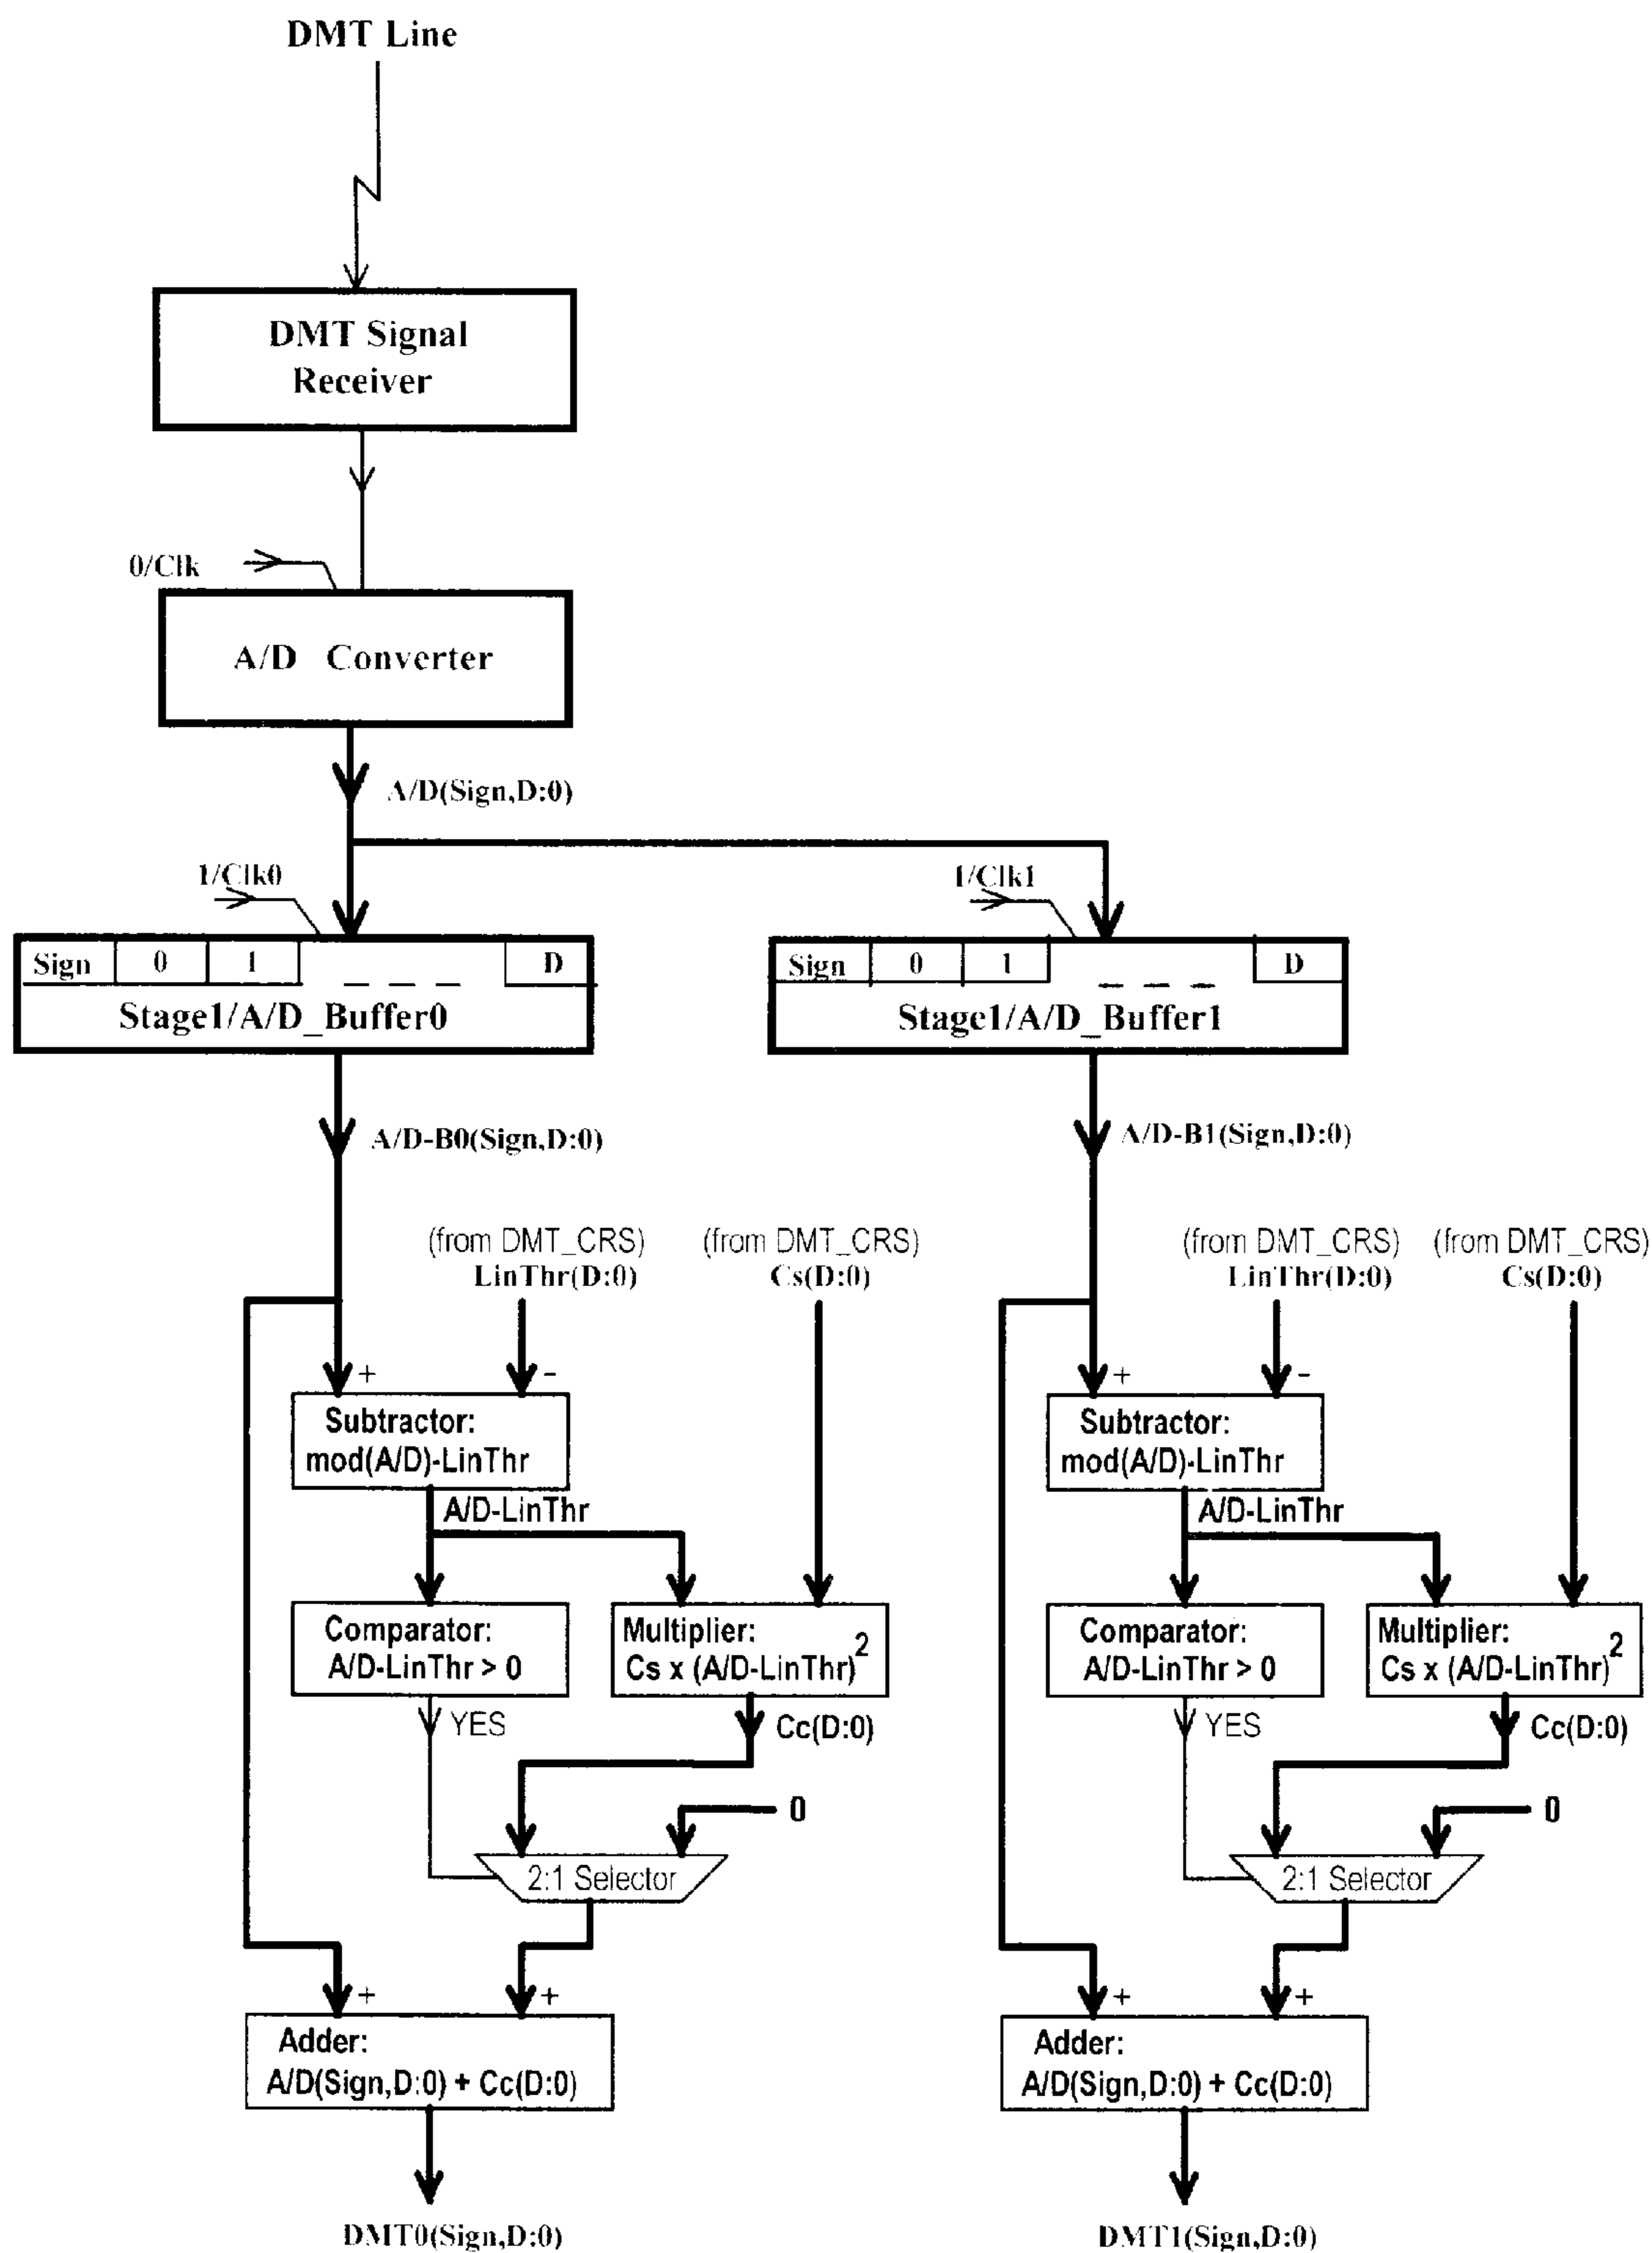 DMT Line
DMT Signal
Receiver
0/Clk
A/D Converter
A/D(Sign,D:0)
1/Clk0
1/Clk1
Sign 0 1 _ _ _ D
Stage1/A/D_Buffer0
Sign 0 1 _ _ _ D
Stage1/A/D_Buffer1
A/D-B0(Sign,D:0)
A/D-B1(Sign,D:0)
(from DMT_CRS)
LinThr(D:0)
(from DMT_CRS)
Cs(D:0)
(from DMT_CRS)
LinThr(D:0)
(from DMT_CRS)
Cs(D:0)
+ -
+ -
Subtractor:
mod(A/D)-LinThr
Subtractor:
mod(A/D)-LinThr
A/D-LinThr
A/D-LinThr
Comparator:
A/D-LinThr > 0
Multiplier:
Cs x (A/D-LinThr)²
Comparator:
A/D-LinThr > 0
Multiplier:
Cs x (A/D-LinThr)²
YES
Cc(D:0)
YES
Cc(D:0)
0
0
2:1 Selector
2:1 Selector
+ +
+ +
Adder:
A/D(Sign,D:0) + Cc(D:0)
Adder:
A/D(Sign,D:0) + Cc(D:0)
DMT0(Sign,D:0)
DMT1(Sign,D:0)